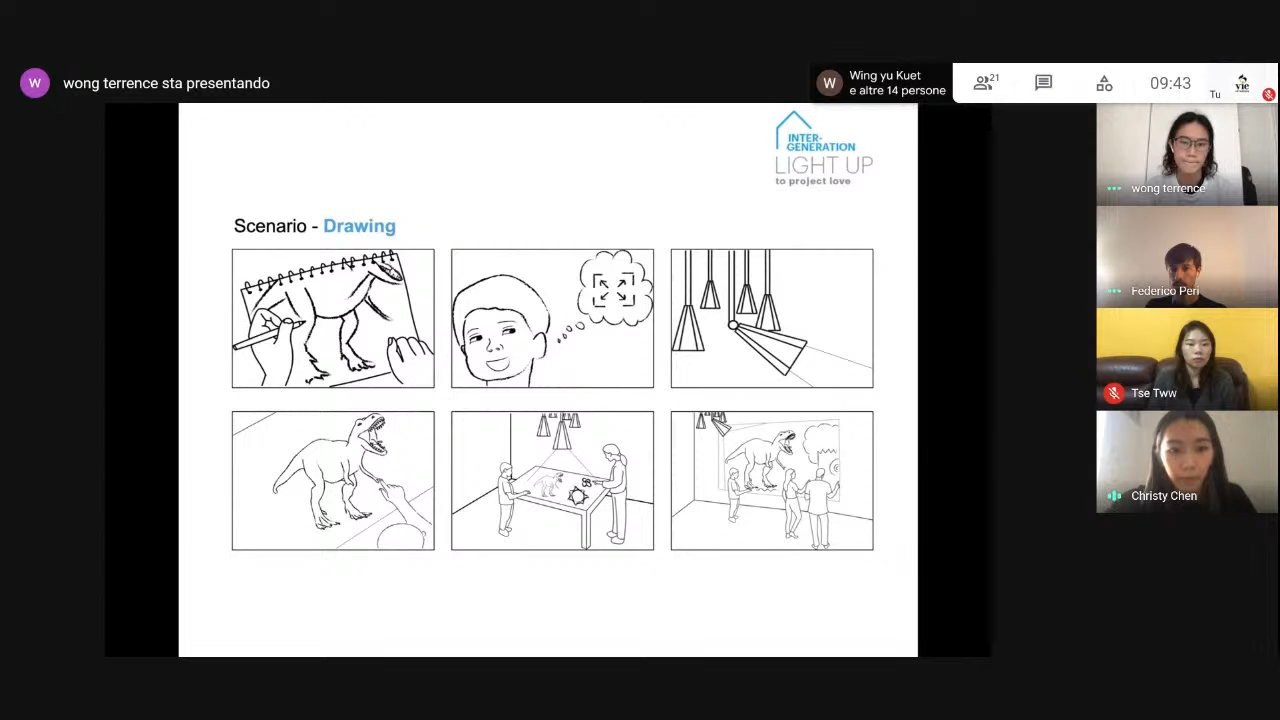 W
wong terrence sta presentando
W
Wing yu Kuet
e altre 14 persone
21
09:43
Tu
vie
INTER-
GENERATION
LIGHT UP
to project love
Scenario - Drawing
wong terrence
Federico Peri
Tse Tww
Christy Chen